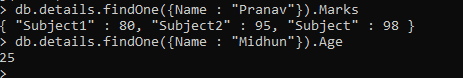 > db.details.findOne({Name : "Pranav"}).Marks
{ "Subject1" : 80, "Subject2" : 95, "Subject" : 98 }
> db.details.findOne({Name : "Midhun"}).Age
25
>